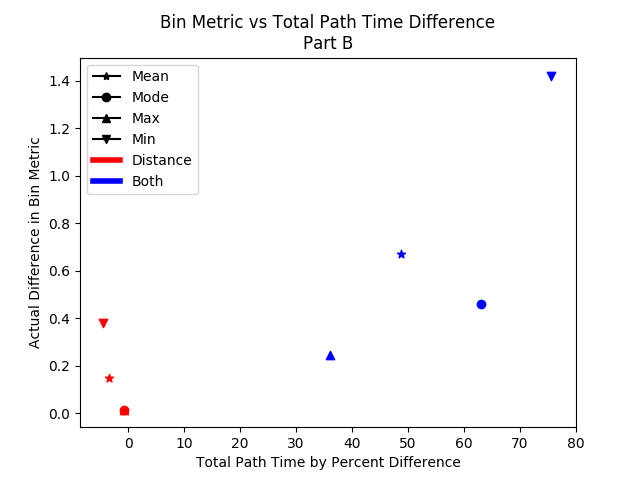 Bin Metric vs Total Path Time Difference
Part B
Mean
Mode
Max
Min
Distance
Both
Actual Difference in Bin Metric
1.4
1.2
1.0
0.8
0.6
0.4
0.2
0.0
0 10 20 30 40 50 60 70 80
Total Path Time by Percent Difference